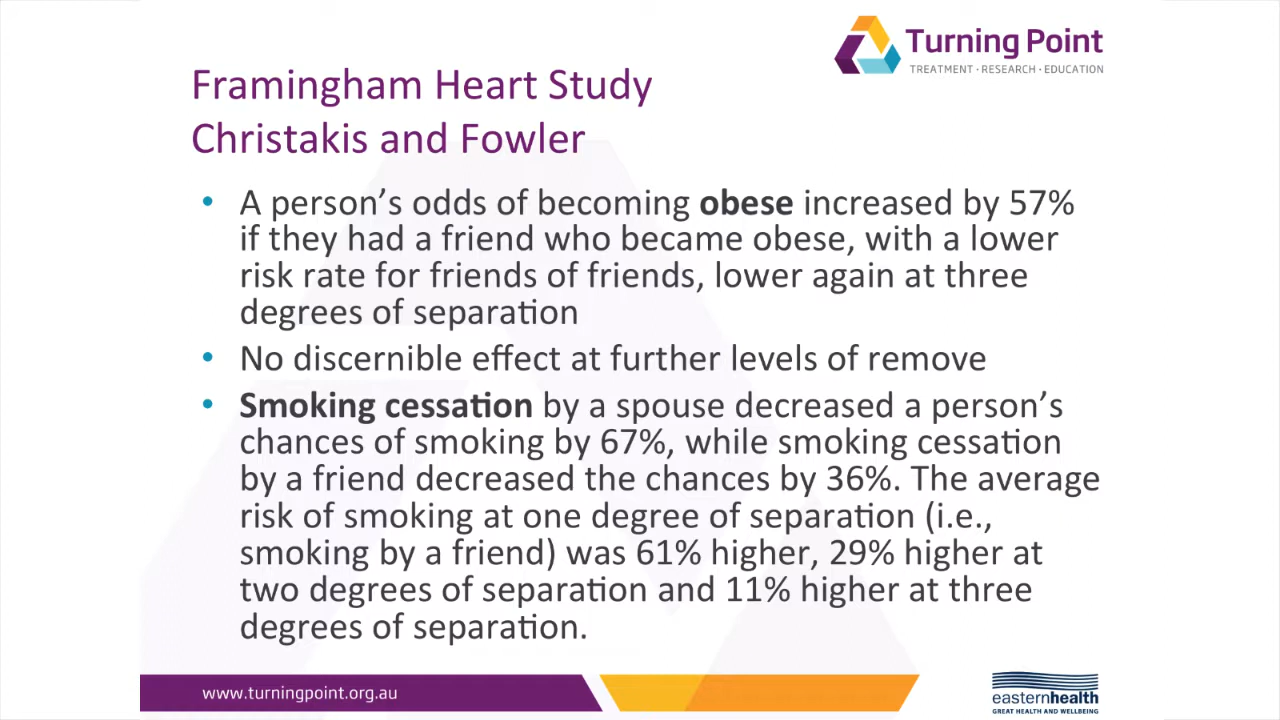 Turning Point
TREATMENT · RESEARCH · EDUCATION
Framingham Heart Study
Christakis and Fowler
• A person’s odds of becoming obese increased by 57%
if they had a friend who became obese, with a lower
risk rate for friends of friends, lower again at three
degrees of separation
• No discernible effect at further levels of remove
• Smoking cessation by a spouse decreased a person’s
chances of smoking by 67%, while smoking cessation
by a friend decreased the chances by 36%. The average
risk of smoking at one degree of separation (i.e.,
smoking by a friend) was 61% higher, 29% higher at
two degrees of separation and 11% higher at three
degrees of separation.
www.turningpoint.org.au
easternhealth
GREAT HEALTH AND WELLBEING